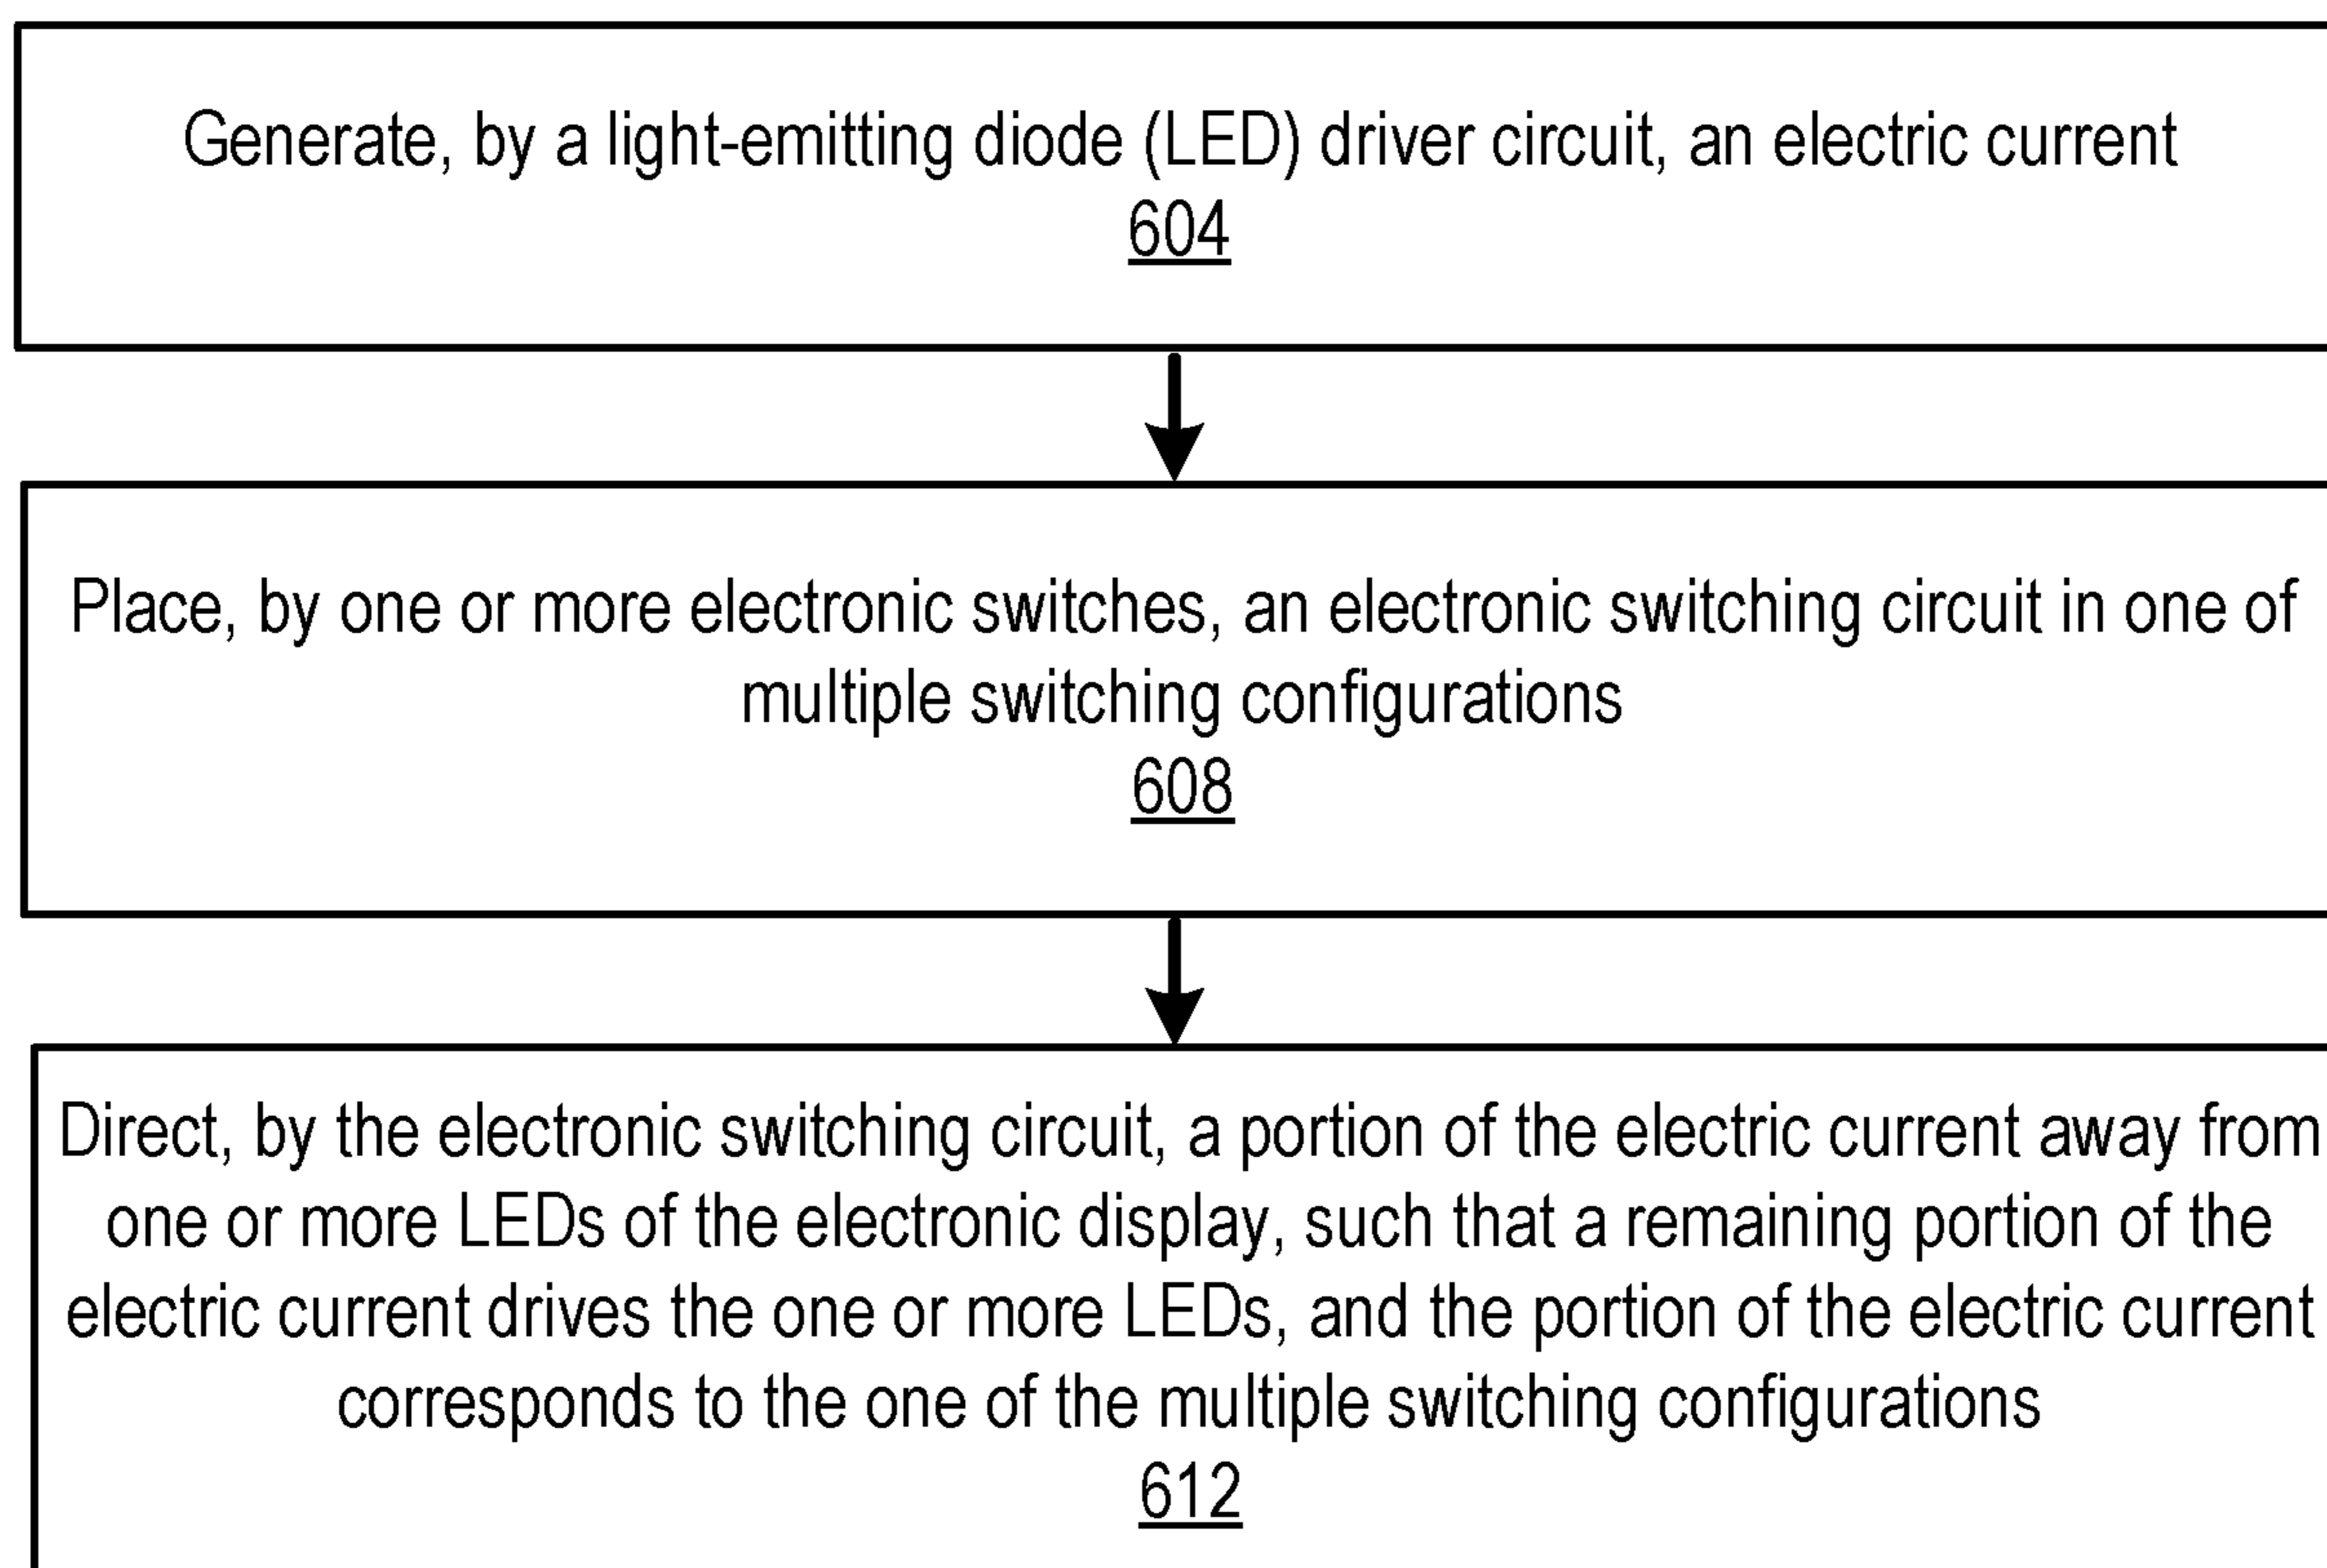 Generate, by a light-emitting diode (LED) driver circuit, an electric current
604
Place, by one or more electronic switches, an electronic switching circuit in one of
multiple switching configurations
608
Direct, by the electronic switching circuit, a portion of the electric current away from
one or more LEDs of the electronic display, such that a remaining portion of the
electric current drives the one or more LEDs, and the portion of the electric current
corresponds to the one of the multiple switching configurations
612